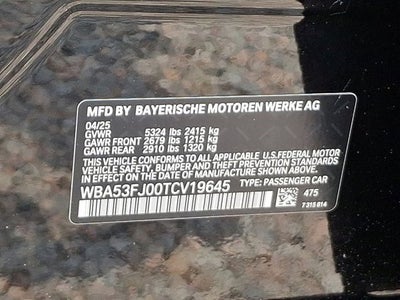 MFD BY BAYERISCHE MOTOREN WERKE AG
04/25
GVWR 5324 lbs 2415 kg
GAWR FRONT 2679 lbs 1215 kg
GAWR REAR 2910 lbs 1320 kg
THIS VEHICLE CONFORMS TO ALL APPLICABLE U.S.FEDERAL MOTOR
VEHICLE SAFETY, BUMPER AND THEFT PREVENTION STANDARDS
IN EFFECT ON THE DATE OF MANUFACTURE SHOWN ABOVE.
WBA53FJ00TCV19645 TYPE: PASSENGER CAR
475
7 315 614